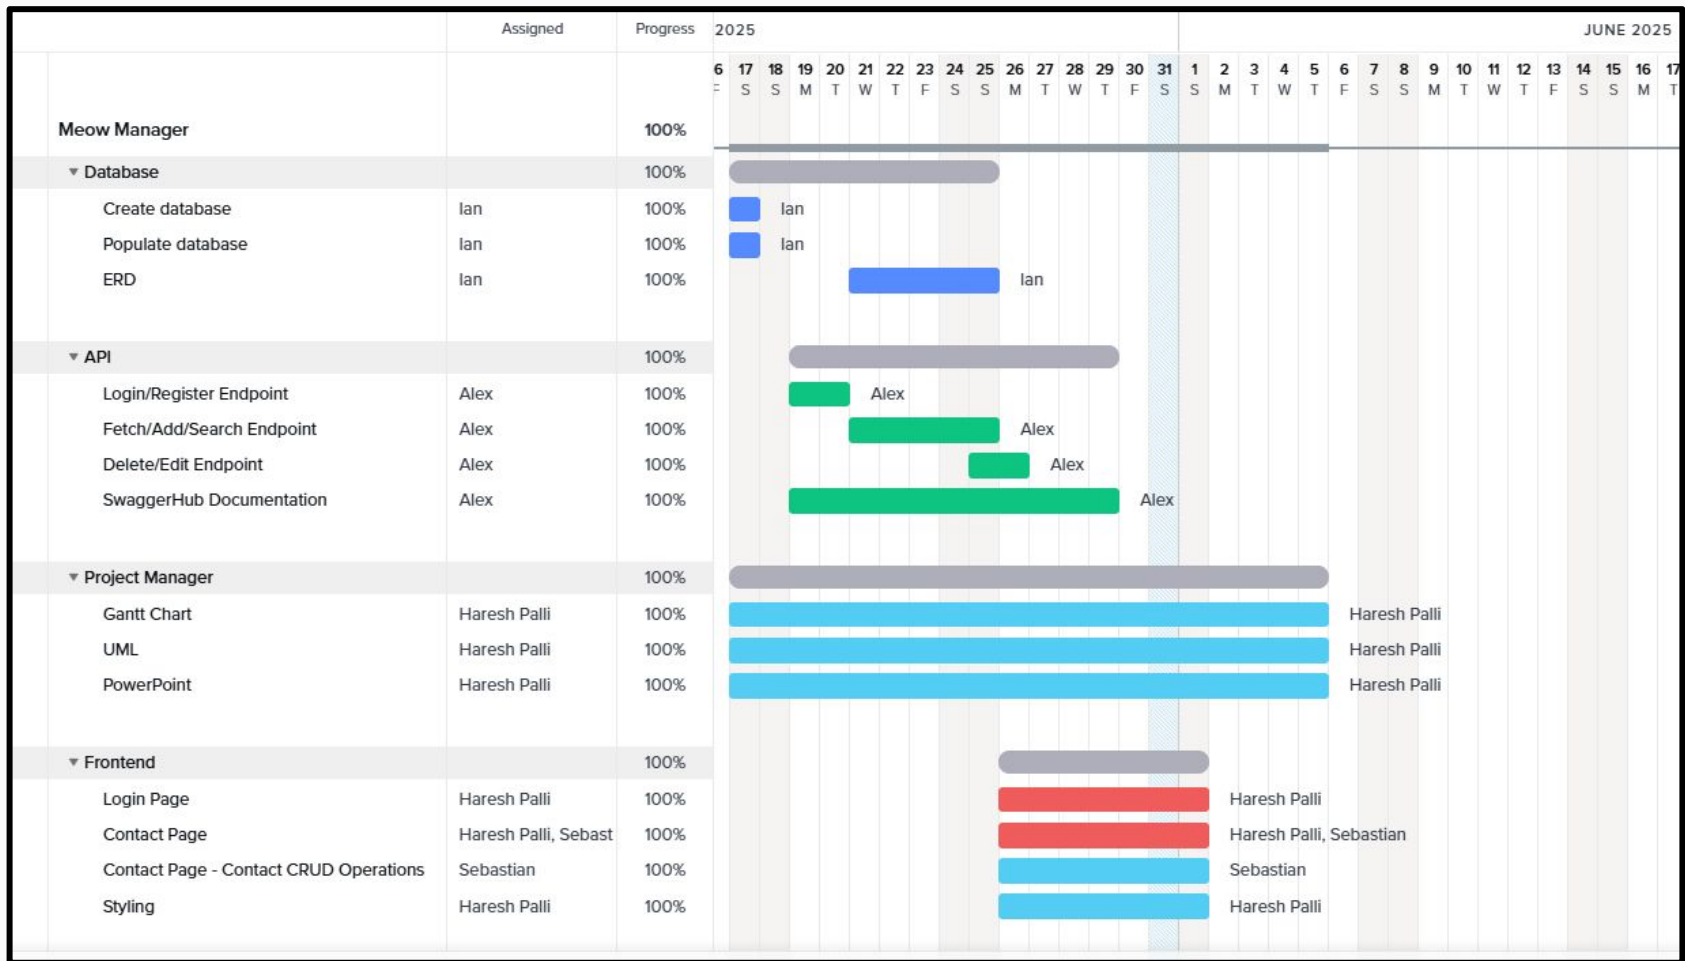 Assigned Progress 2025 JUNE 2025
6 17 18 19 20 21 22 23 24 25 26 27 28 29 30 31 1 2 3 4 5 6 7 8 9 10 11 12 13 14 15 16 17
F S S M T W T F S S M T W T F S S M T W T F S S M T W T F S S M T
Meow Manager 100%
▼ Database 100%
Create database Ian 100% Ian
Populate database Ian 100% Ian
ERD Ian 100% Ian
▼ API 100%
Login/Register Endpoint Alex 100% Alex
Fetch/Add/Search Endpoint Alex 100% Alex
Delete/Edit Endpoint Alex 100% Alex
SwaggerHub Documentation Alex 100% Alex
▼ Project Manager 100%
Gantt Chart Haresh Palli 100% Haresh Palli
UML Haresh Palli 100% Haresh Palli
PowerPoint Haresh Palli 100% Haresh Palli
▼ Frontend 100%
Login Page Haresh Palli 100% Haresh Palli
Contact Page Haresh Palli, Sebast 100% Haresh Palli, Sebastian
Contact Page - Contact CRUD Operations Sebastian 100% Sebastian
Styling Haresh Palli 100% Haresh Palli